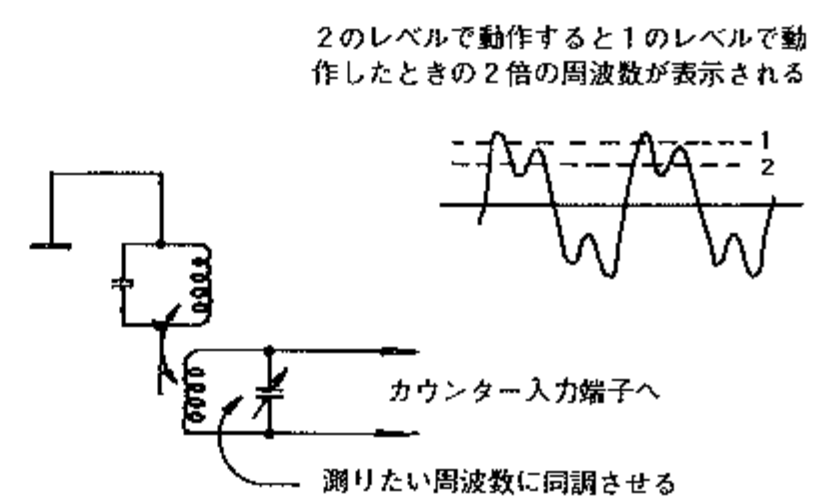 2のレベルで動作すると1のレベルで動
作したときの2倍の周波数が表示される
1
2
カウンター入力端子へ
測りたい周波数に同調させる